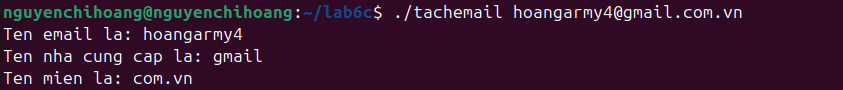 nguyenchihoang@nguyenchihoang:~/lab6c$ ./tachemail hoangarmy4@gmail.com.vn
Ten email la: hoangarmy4
Ten nha cung cap la: gmail
Ten mien la: com.vn